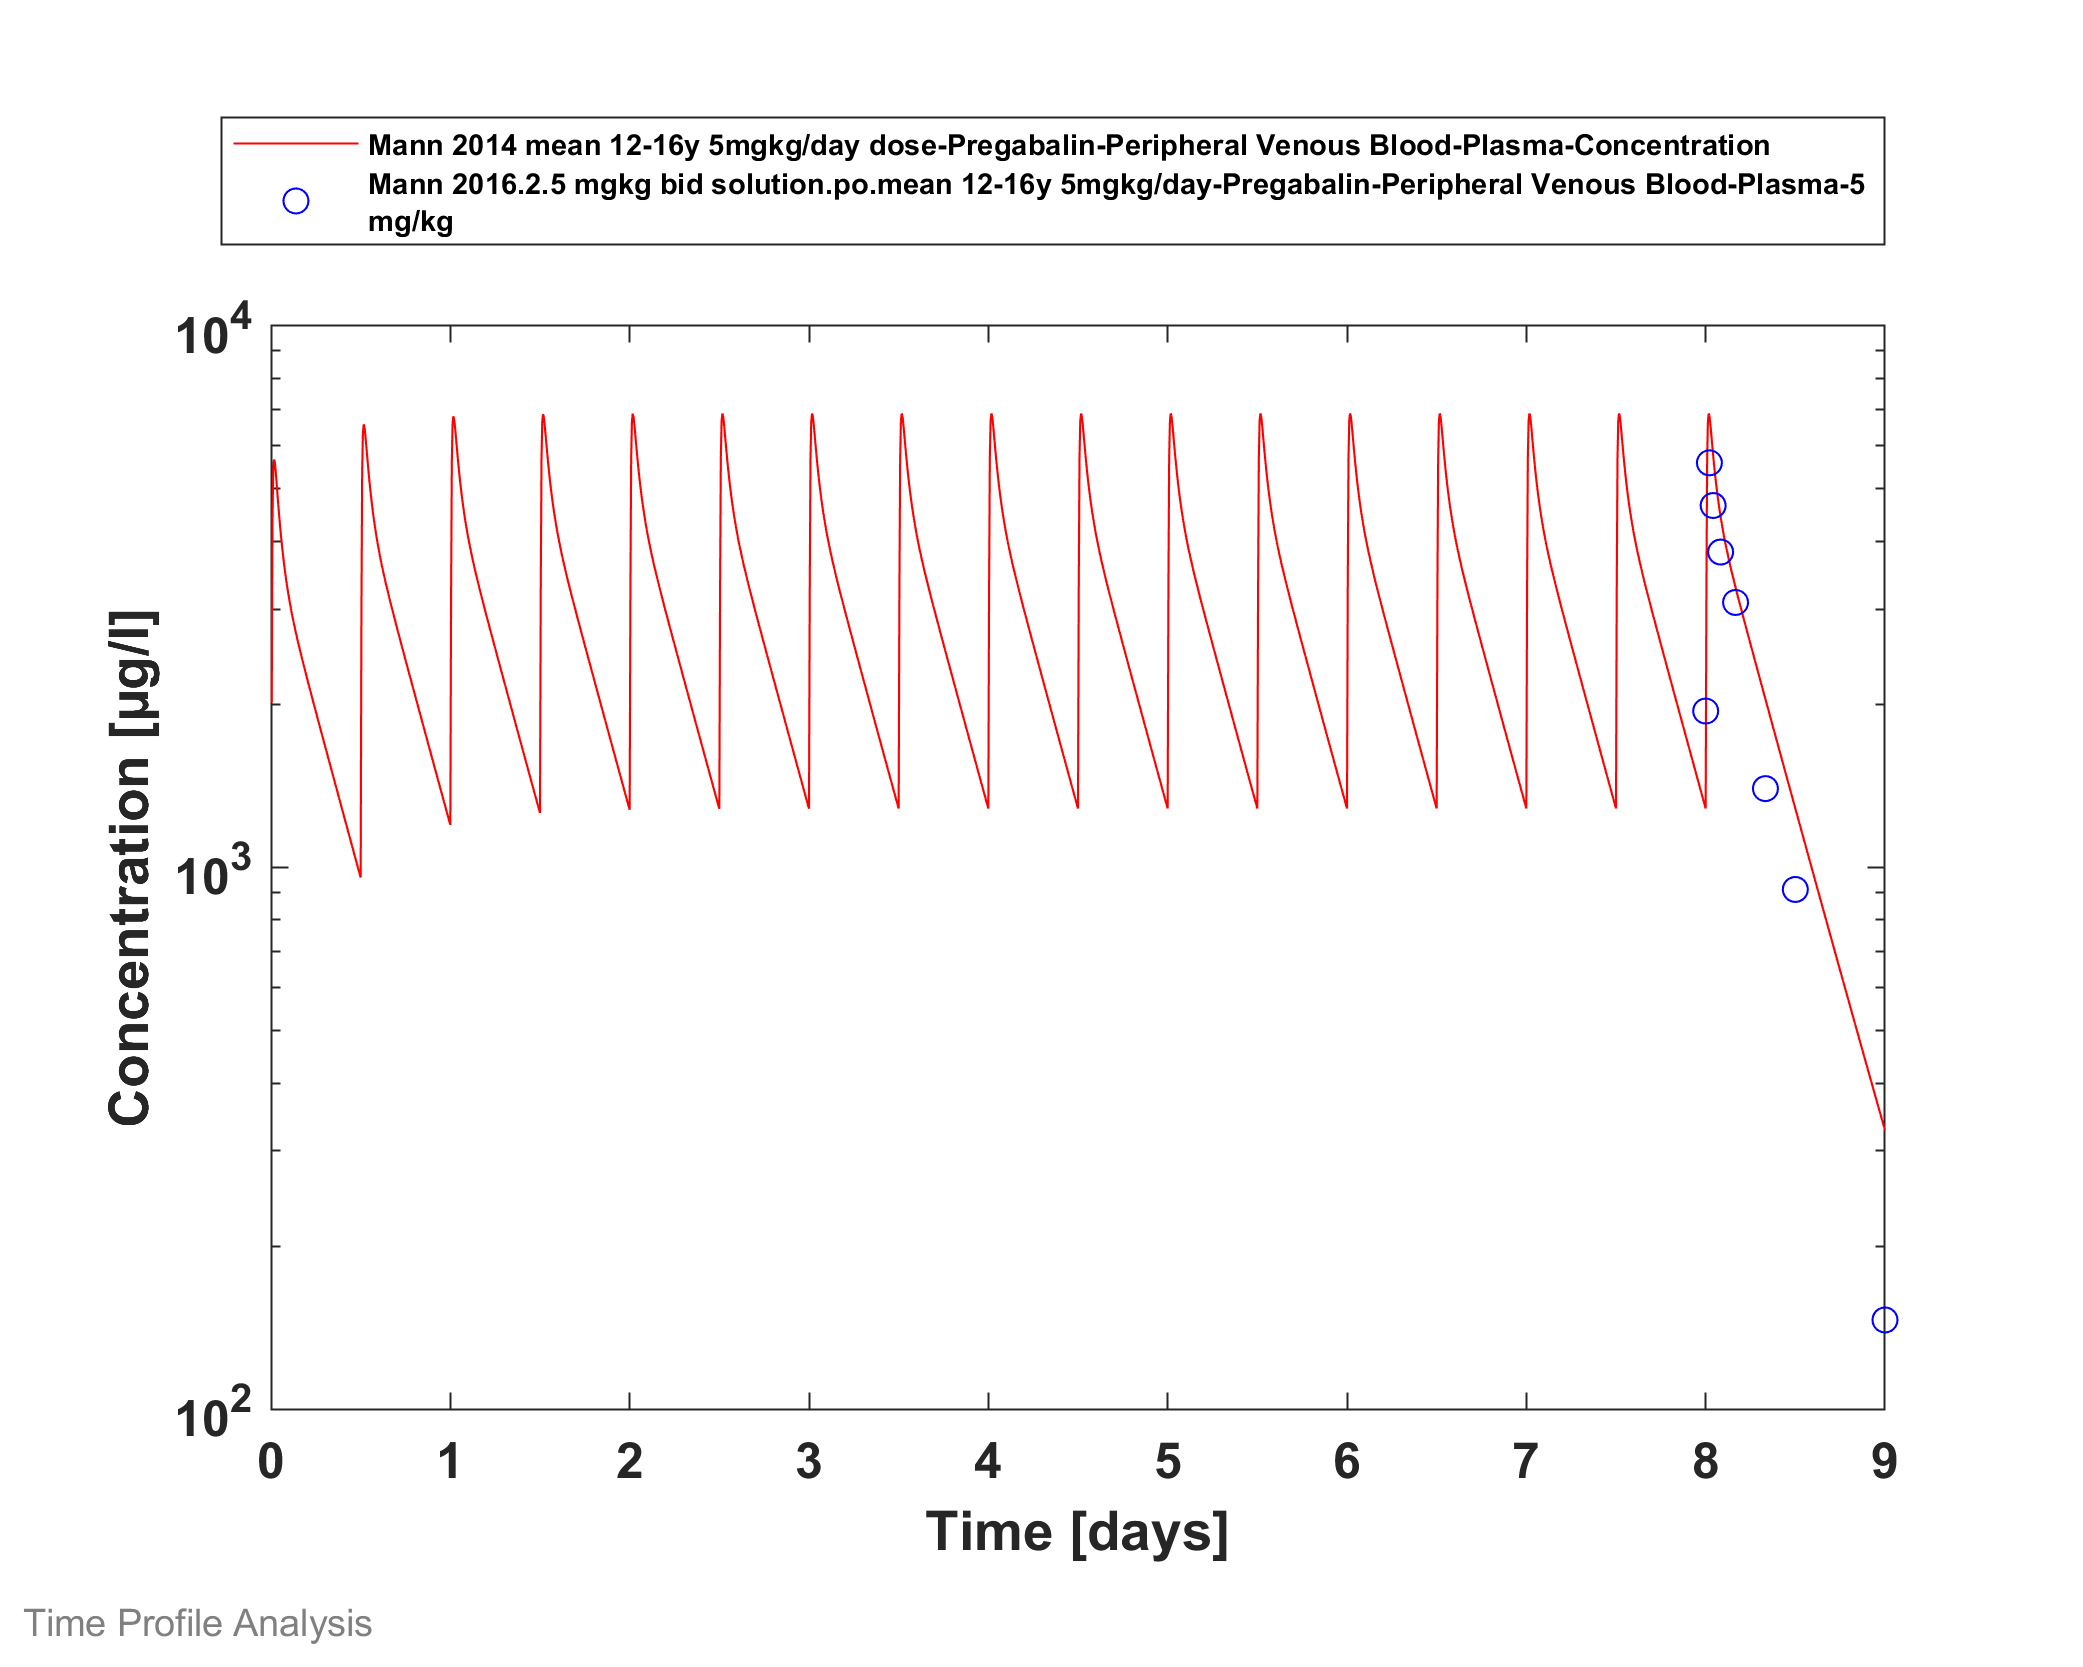 Mann 2014 mean 12-16y 5mgkg/day dose-Pregabalin-Peripheral Venous Blood-Plasma-Concentration
Mann 2016.2.5 mgkg bid solution.po.mean 12-16y 5mgkg/day-Pregabalin-Peripheral Venous Blood-Plasma-5
mg/kg
10^4
10^3
10^2
Concentration [µg/l]
0 1 2 3 4 5 6 7 8 9
Time [days]
Time Profile Analysis